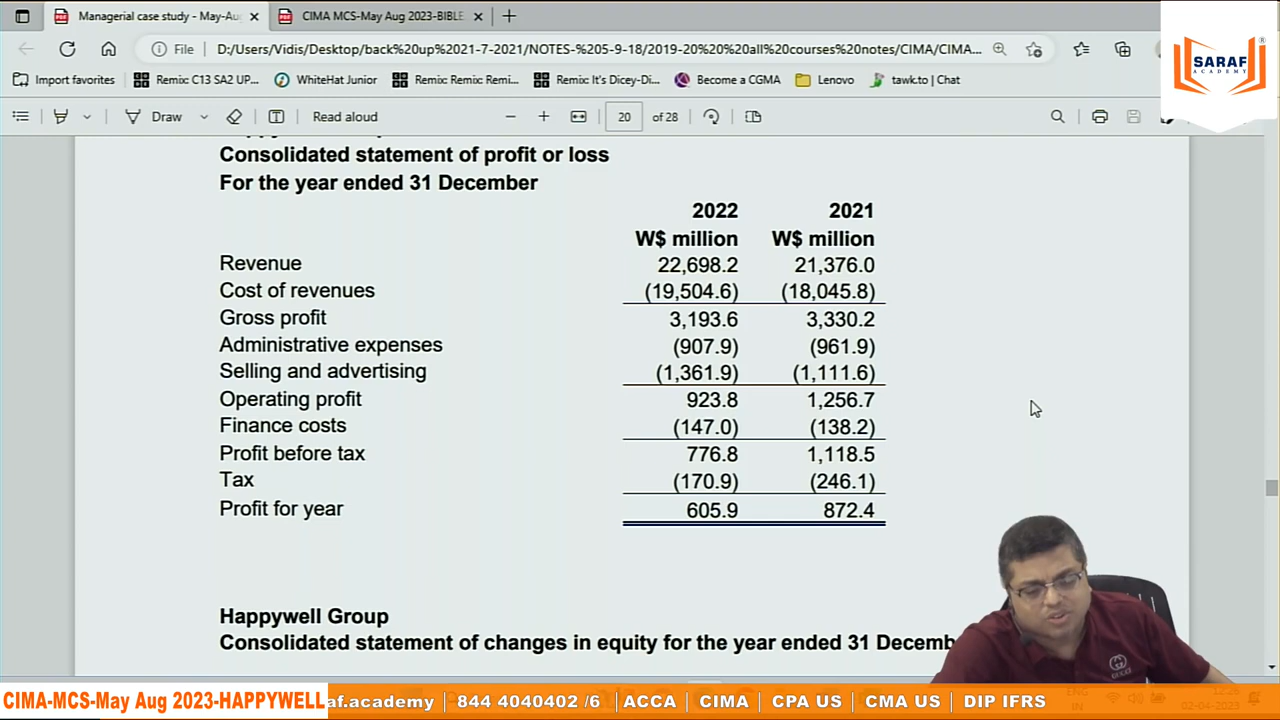 Managerial case study - May-Au
CIMA MCS-May Aug 2023-BIBLE
File
D:/Users/Vidis/Desktop/back%20up%2021-7-2021/NOTES-%205-9-18/2019-20%20%20all%20courses%20notes/CIMA/CIMA...
Import favorites
Remix: C13 SA2 UP...
WhiteHat Junior
Remix: Remix: Remi...
Remix: It's Dicey-Di...
Become a CGMA
Lenovo
tawk.to | Chat
SARAF
ACADEMY
Draw
Read aloud
20
of 28
Consolidated statement of profit or loss
For the year ended 31 December
2022 2021
W$ million W$ million
Revenue 22,698.2 21,376.0
Cost of revenues (19,504.6) (18,045.8)
Gross profit 3,193.6 3,330.2
Administrative expenses (907.9) (961.9)
Selling and advertising (1,361.9) (1,111.6)
Operating profit 923.8 1,256.7
Finance costs (147.0) (138.2)
Profit before tax 776.8 1,118.5
Tax (170.9) (246.1)
Profit for year 605.9 872.4
Happywell Group
Consolidated statement of changes in equity for the year ended 31 Decemb
CIMA-MCS-May Aug 2023-HAPPYWELL
af.academy | 844 4040402 /6 | ACCA | CIMA | CPA US | CMA US | DIP IFRS
ENG
IN
02-04-2023